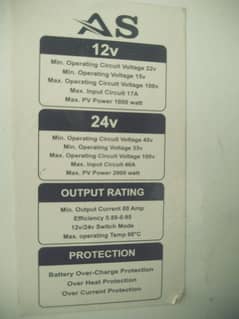 AS
12v
Min. Operating Circuit Voltage 22v
Min. Operating Voltage 15v
Max. Operating Circuit Voltage 100v
Max. Input Circuit 17A
Max. PV Power 1000 watt
24v
Min. Operating Circuit Voltage 40v
Min. Operating Voltage 33v
Max. Operating Circuit Voltage 100v
Max. Input Circuit 40A
Max. PV Power 2000 watt
OUTPUT RATING
Min. Output Current 80 Amp
Efficiency 0.89-0.95
12v/24v Switch Mode
Max. operating Temp 50°C
PROTECTION
Battery Over-Charge Protection
Over Heat Protection
Over Current Protection